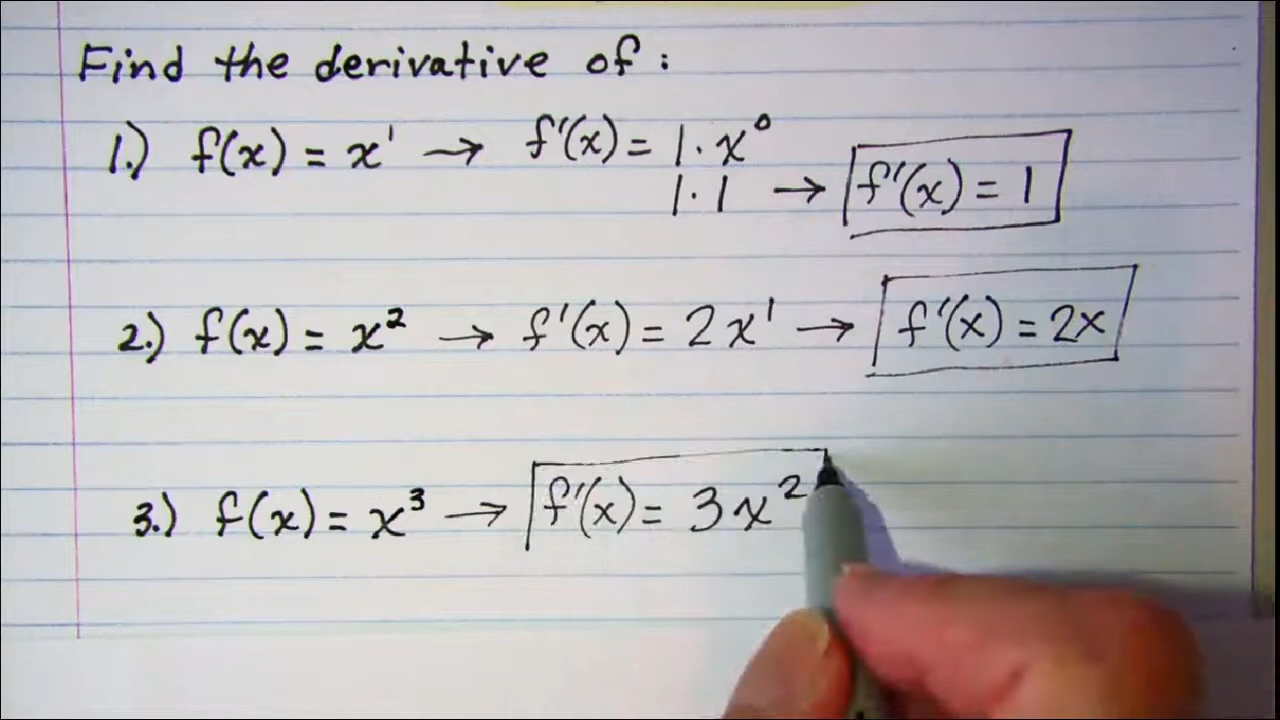 Find the derivative of:
1.) f(x) = x¹ → f'(x) = 1 · x⁰
1 · 1 → f'(x) = 1
2.) f(x) = x² → f'(x) = 2x¹ → f'(x) = 2x
3.) f(x) = x³ → f'(x) = 3x²